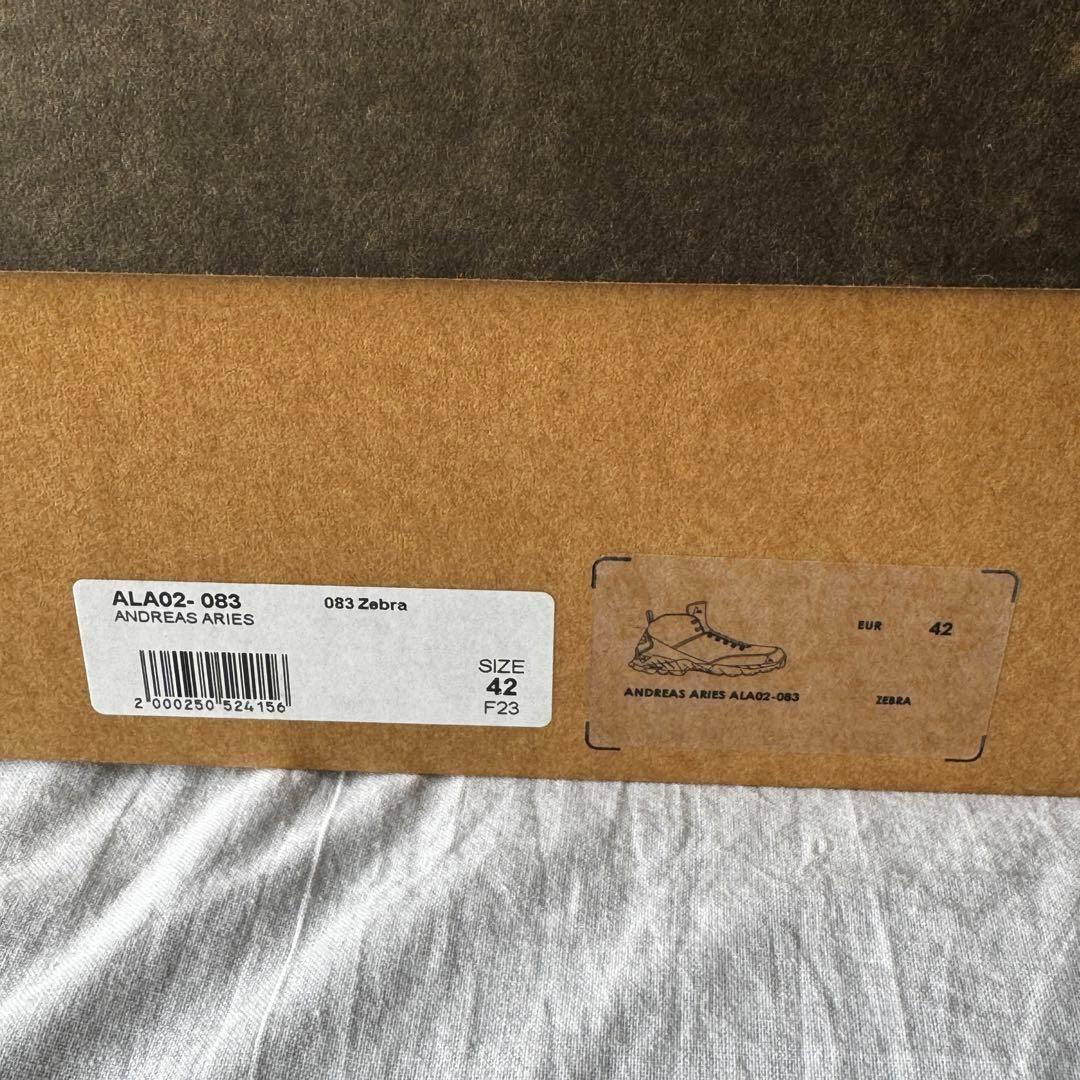 ALA02- 083 083 Zebra
ANDREAS ARIES
2 000250 524156
SIZE
42
F23
EUR 42
ANDREAS ARIES ALA02-083 ZEBRA